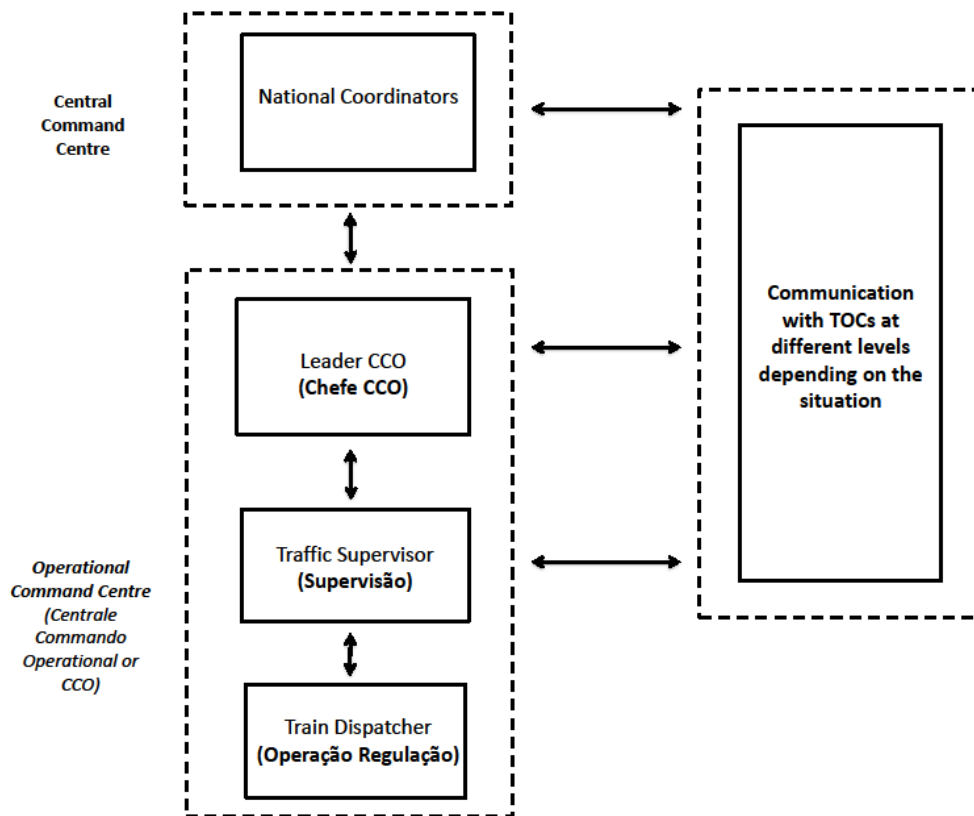 Central
Command
Centre
National Coordinators
Communication
with TOCs at
different levels
depending on the
situation
Leader CCO
(Chefe CCO)
Operational
Command Centre
(Centrale
Commando
Operational or
CCO)
Traffic Supervisor
(Supervisão)
Train Dispatcher
(Operação Regulação)